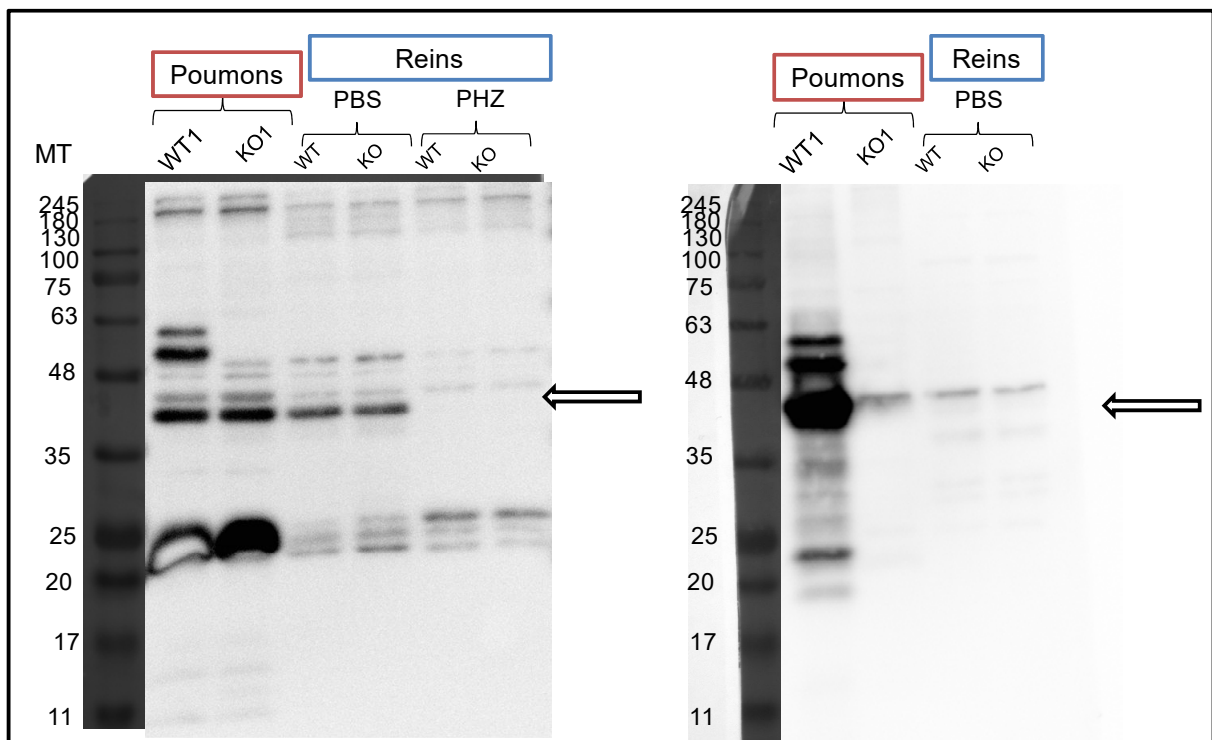 Poumons
Reins
PBS
PHZ
WT1
KO1
WT
KO
WT
KO
MT
245
180
130
100
75
63
48
35
25
20
17
11
Poumons
Reins
PBS
WT1
KO1
WT
KO
245
180
130
100
75
63
48
35
25
20
17
11